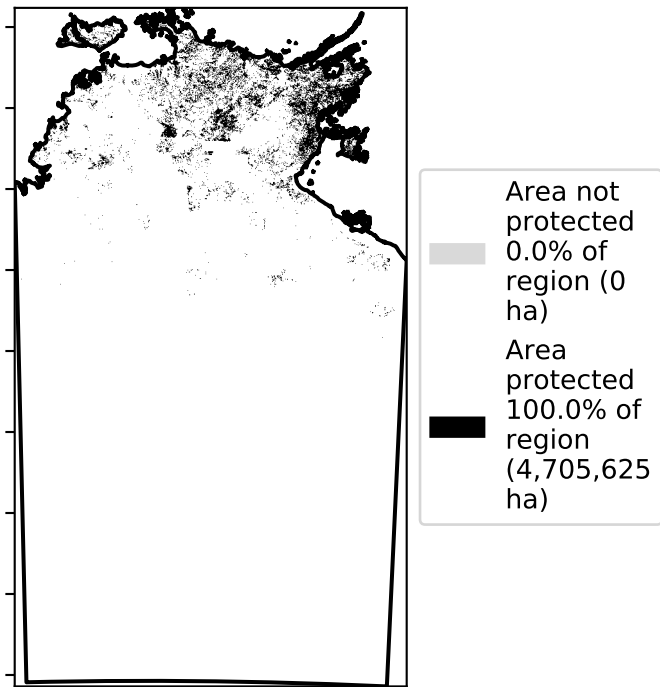 Area not
protected
0.0% of
region (0
ha)
Area
protected
100.0% of
region
(4,705,625
ha)